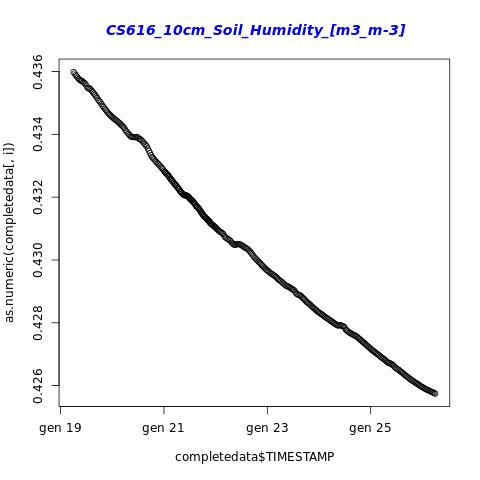 CS616_10cm_Soil_Humidity_[m3_m-3]
as.numeric(completedata[, i])
0.436
0.434
0.432
0.430
0.428
0.426
gen 19 gen 21 gen 23 gen 25
completedata$TIMESTAMP